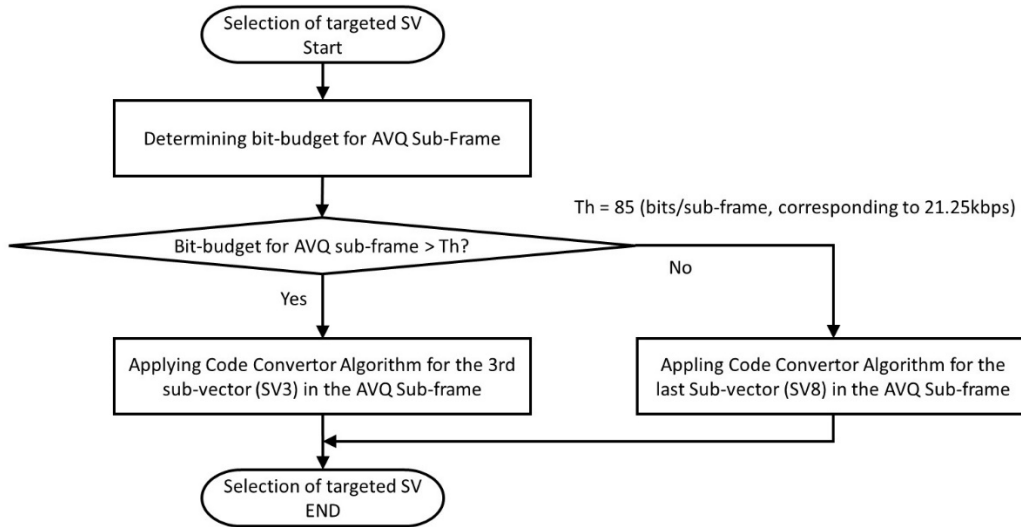 Selection of targeted SV
Start
Determining bit-budget for AVQ Sub-Frame
Th = 85 (bits/sub-frame, corresponding to 21.25kbps)
Bit-budget for AVQ sub-frame > Th?
No
Yes
Applying Code Convertor Algorithm for the 3rd
sub-vector (SV3) in the AVQ Sub-frame
Appling Code Convertor Algorithm for the
last Sub-vector (SV8) in the AVQ Sub-frame
Selection of targeted SV
END